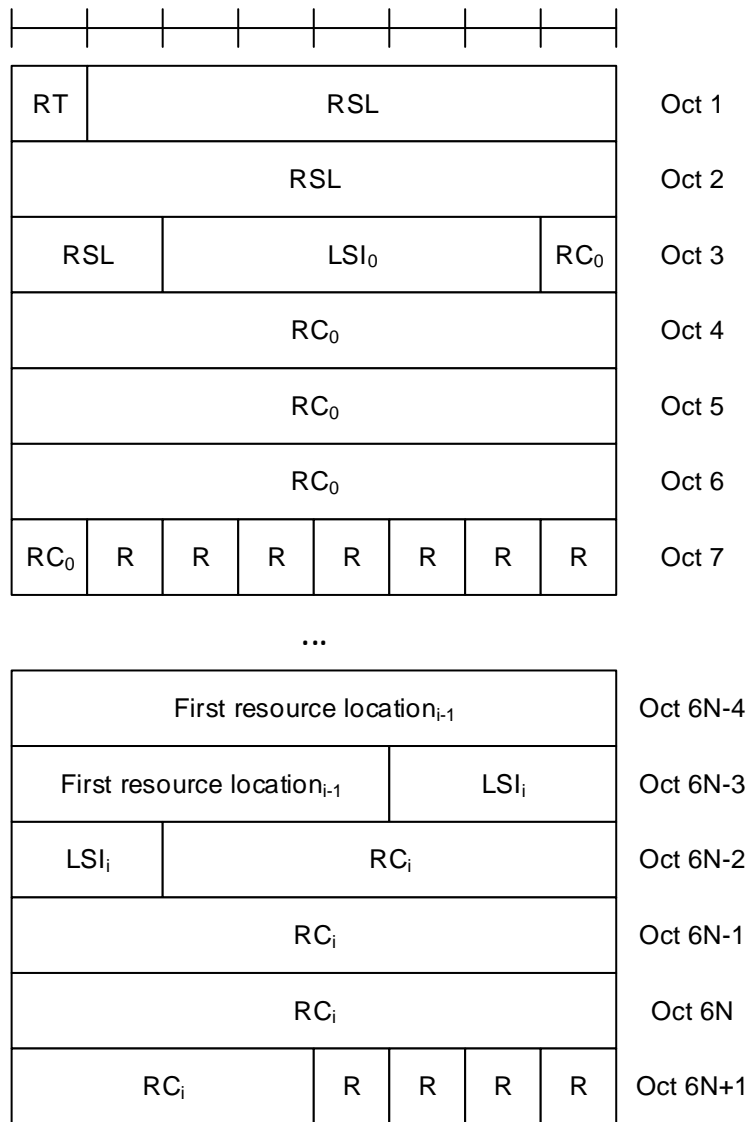 RT RSL Oct 1
RSL Oct 2
RSL LSI₀ RC₀ Oct 3
RC₀ Oct 4
RC₀ Oct 5
RC₀ Oct 6
RC₀ R R R R R R R Oct 7
...
First resource locationᵢ₋₁ Oct 6N-4
First resource locationᵢ₋₁ LSIᵢ Oct 6N-3
LSIᵢ RCᵢ Oct 6N-2
RCᵢ Oct 6N-1
RCᵢ Oct 6N
RCᵢ R R R R Oct 6N+1